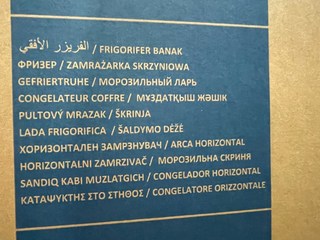 الفريزر الأفقي / FRIGORIFER BANAK
ФРИЗЕР / ZAMRAŻARKA SKRZYNIOWA
GEFRIERTRUHE / МОРОЗИЛЬНЫЙ ЛАРЬ
CONGELATEUR COFFRE / МҰЗДАТҚЫШ ЖӘШІК
PULTOVÝ MRAZAK / ŠKRINJA
LADA FRIGORIFICA / ŠALDYMO DĖŽĖ
ХОРИЗОНТАЛЕН ЗАМРЗНУВАЧ / ARCA HORIZONTAL
HORIZONTALNI ZAMRZIVAČ / МОРОЗИЛЬНА СКРИНЯ
SANDIQ KABI MUZLATGICH / CONGELADOR HORIZONTAL
ΚΑΤΑΨΥΚΤΗΣ ΣΤΟ ΣΤΗΘΟΣ / CONGELATORE ORIZZONTALE